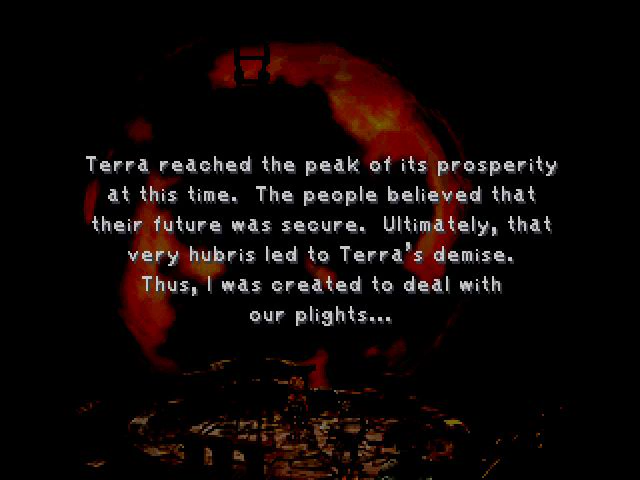 Terra reached the peak of its prosperity
at this time. The people believed that
their future was secure. Ultimately, that
very hubris led to Terra's demise.
Thus, I was created to deal with
our plights...